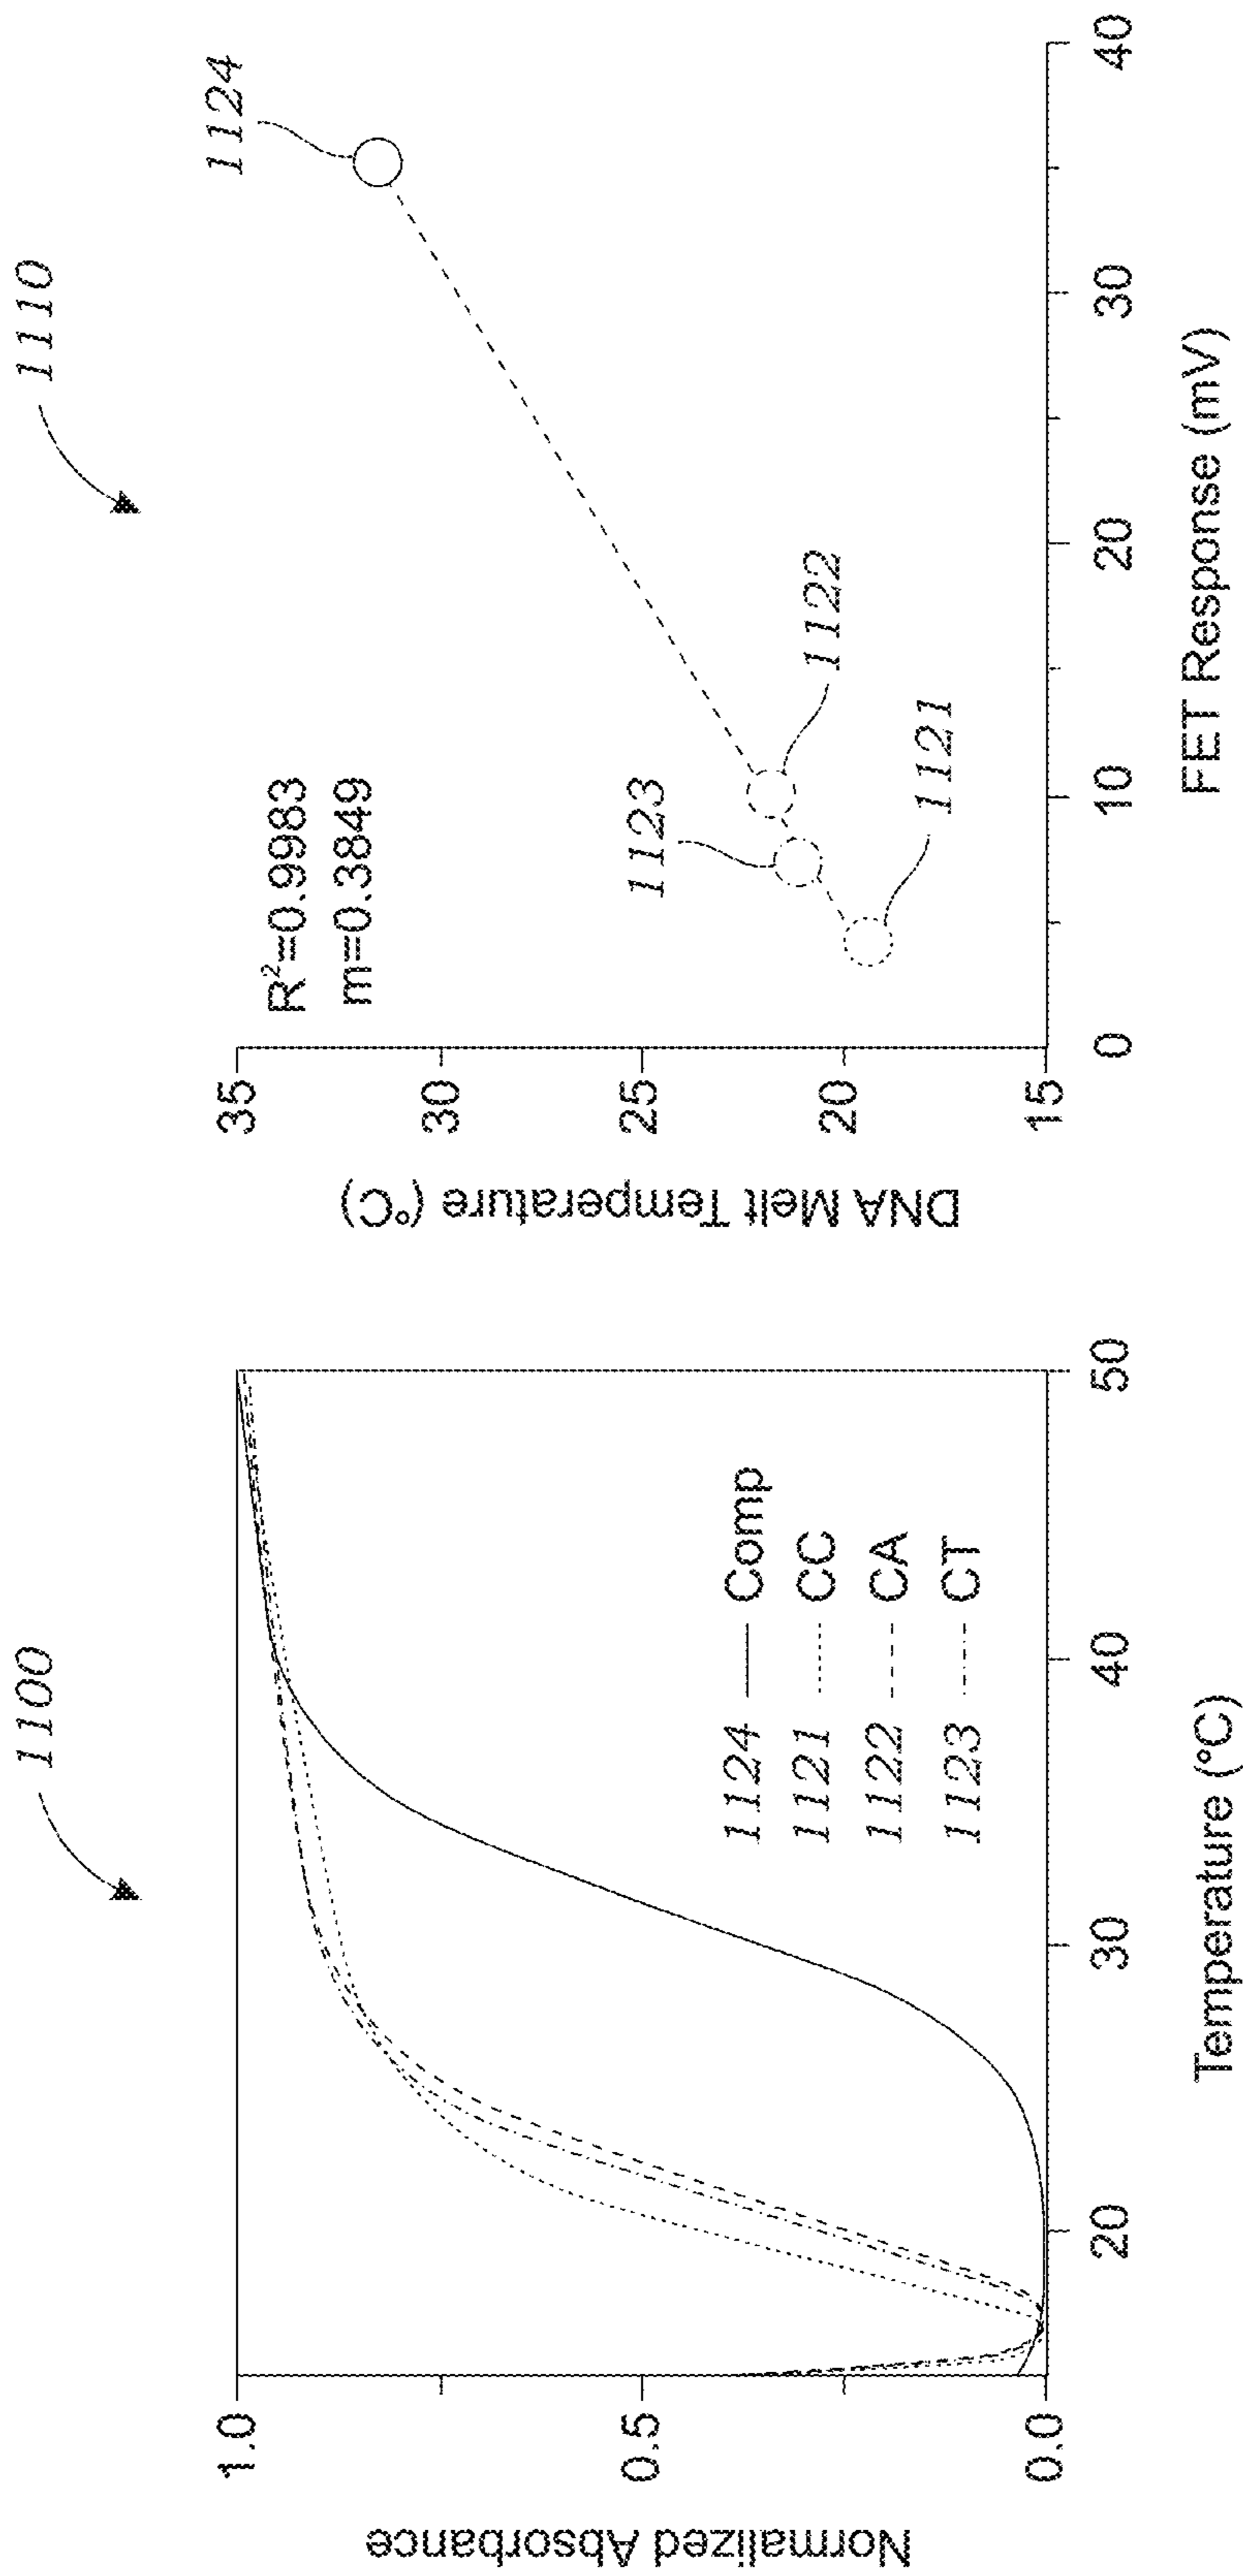 1100
Normalized Absorbance
1.0
0.5
0.0
20
30
40
50
Temperature (°C)
1124 Comp
1121 CC
1122 CA
1123 CT
1110
DNA Melt Temperature (°C)
35
30
25
20
15
0
10
20
30
40
FET Response (mV)
R²=0.9983
m=0.3849
1124
1123
1122
1121